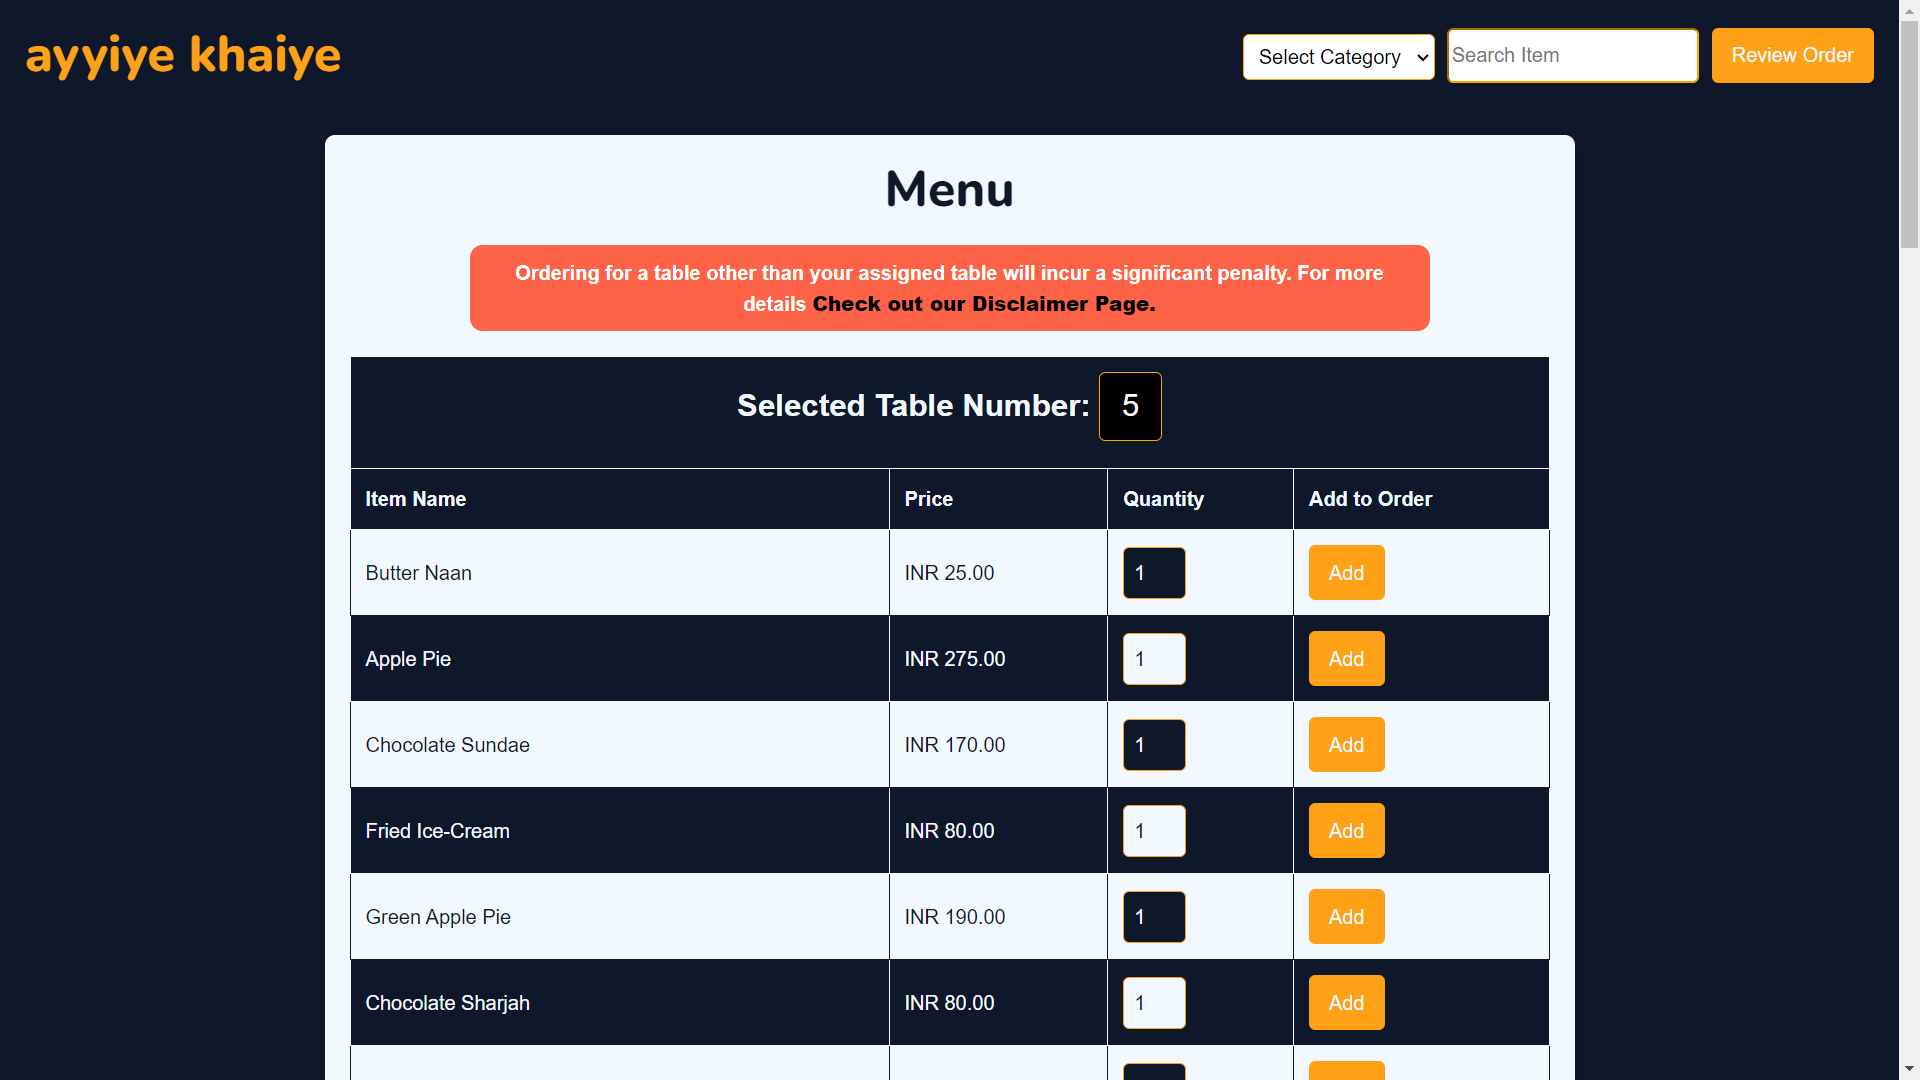 ayyiye khaiye
Select Category
Search Item
Review Order
Menu
Ordering for a table other than your assigned table will incur a significant penalty. For more
details Check out our Disclaimer Page.
Selected Table Number: 5
Item Name Price Quantity Add to Order
Butter Naan INR 25.00 1 Add
Apple Pie INR 275.00 1 Add
Chocolate Sundae INR 170.00 1 Add
Fried Ice-Cream INR 80.00 1 Add
Green Apple Pie INR 190.00 1 Add
Chocolate Sharjah INR 80.00 1 Add